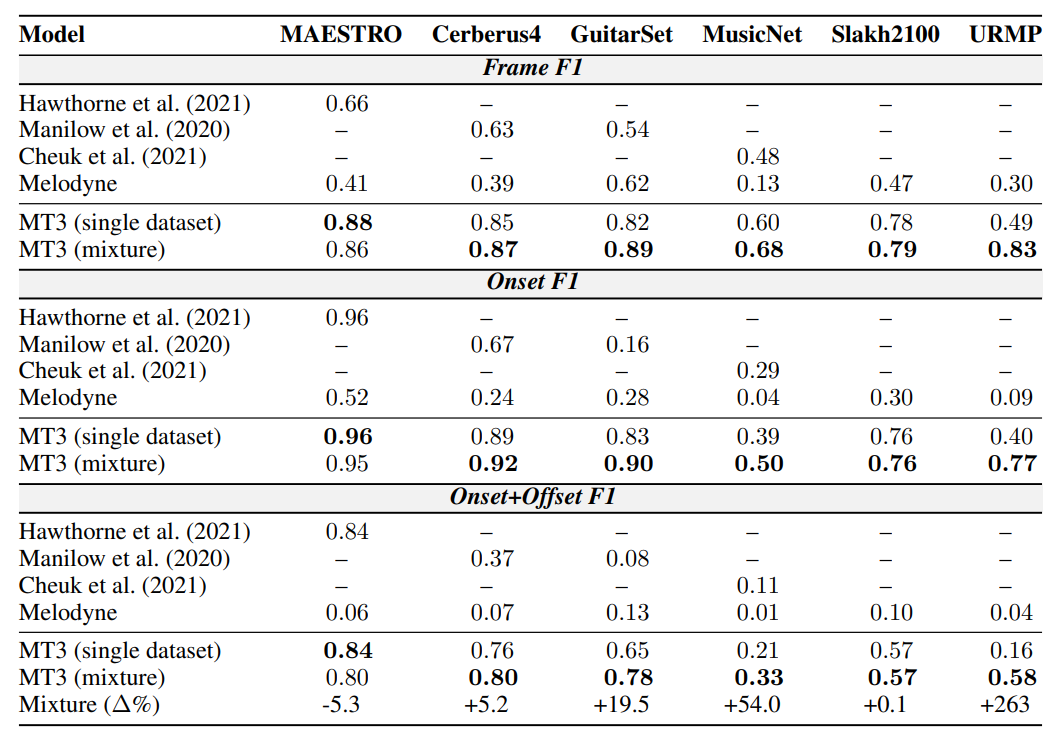 Model MAESTRO Cerberus4 GuitarSet MusicNet Slakh2100 URMP
Frame F1
Hawthorne et al. (2021) 0.66 – – – – –
Manilow et al. (2020) – 0.63 0.54 – – –
Cheuk et al. (2021) – – – 0.48 – –
Melodyne 0.41 0.39 0.62 0.13 0.47 0.30
MT3 (single dataset) 0.88 0.85 0.82 0.60 0.78 0.49
MT3 (mixture) 0.86 0.87 0.89 0.68 0.79 0.83
Onset F1
Hawthorne et al. (2021) 0.96 – – – – –
Manilow et al. (2020) – 0.67 0.16 – – –
Cheuk et al. (2021) – – – 0.29 – –
Melodyne 0.52 0.24 0.28 0.04 0.30 0.09
MT3 (single dataset) 0.96 0.89 0.83 0.39 0.76 0.40
MT3 (mixture) 0.95 0.92 0.90 0.50 0.76 0.77
Onset+Offset F1
Hawthorne et al. (2021) 0.84 – – – – –
Manilow et al. (2020) – 0.37 0.08 – – –
Cheuk et al. (2021) – – – 0.11 – –
Melodyne 0.06 0.07 0.13 0.01 0.10 0.04
MT3 (single dataset) 0.84 0.76 0.65 0.21 0.57 0.16
MT3 (mixture) 0.80 0.80 0.78 0.33 0.57 0.58
Mixture (Δ%) -5.3 +5.2 +19.5 +54.0 +0.1 +263